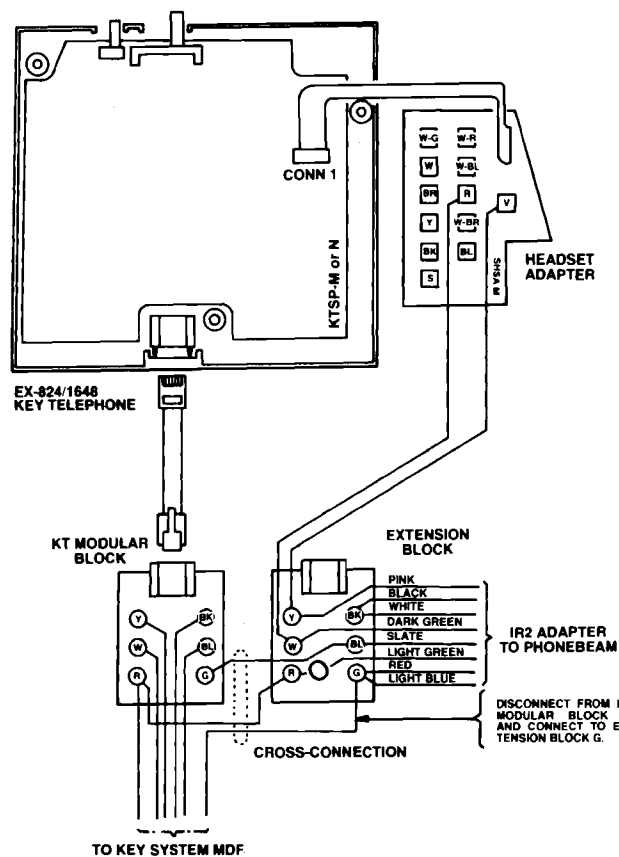 CONN 1
KTSP-M or N
W-G
W-R
W
W-BL
BR
R
V
Y
W-BR
BK
BL
S
SHSA M
HEADSET
ADAPTER
EX-824/1648
KEY TELEPHONE
KT MODULAR
BLOCK
EXTENSION
BLOCK
Y
BK
W
BL
R
G
Y
BK
W
BL
R
G
PINK
BLACK
WHITE
DARK GREEN
SLATE
LIGHT GREEN
RED
LIGHT BLUE
IR2 ADAPTER
TO PHONEBEAM
CROSS-CONNECTION
DISCONNECT FROM
MODULAR BLOCK
AND CONNECT TO E
TENSION BLOCK G.
TO KEY SYSTEM MDF